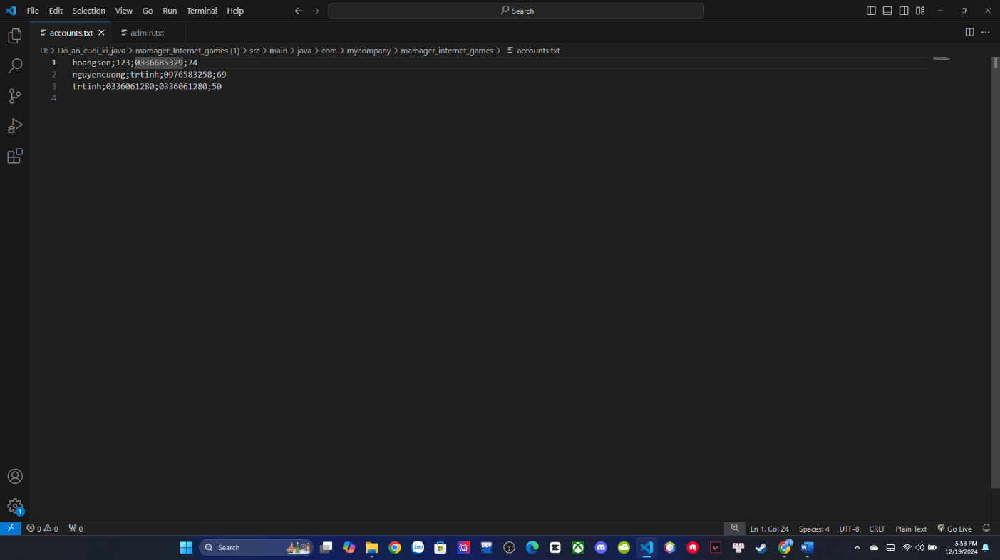 File Edit Selection View Go Run Terminal Help
Search
accounts.txt admin.txt
D: > Do_an_cuoi_ki_java > mamager_Internet_games (1) > src > main > java > com > mycompany > mamager_internet_games > accounts.txt
1 hoangson;123;0336685329;74
2 nguyencuong;trtinh;0976583258;69
3 trtinh;0336061280;0336061280;50
4
1
0 0 0
Ln 1, Col 24 Spaces: 4 UTF-8 CRLF Plain Text Go Live
Search
Zalo
DEV
5:53 PM
12/19/2024